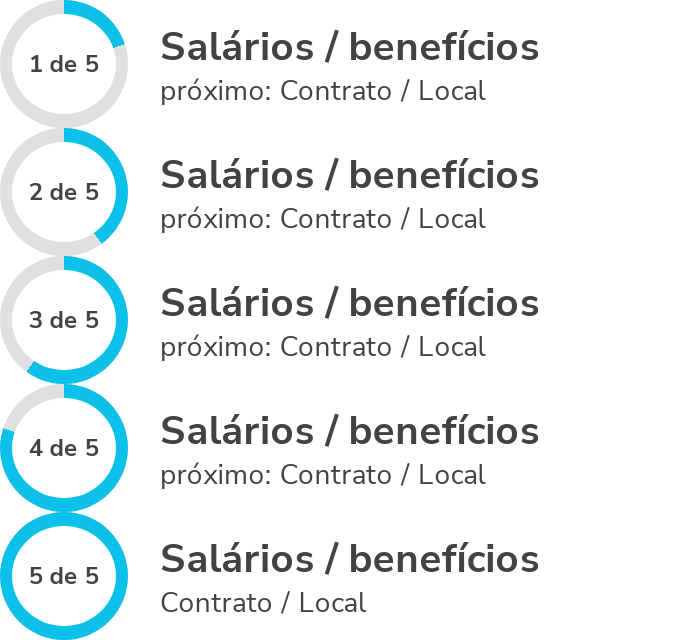 1 de 5
Salários / benefícios
próximo: Contrato / Local
2 de 5
Salários / benefícios
próximo: Contrato / Local
3 de 5
Salários / benefícios
próximo: Contrato / Local
4 de 5
Salários / benefícios
próximo: Contrato / Local
5 de 5
Salários / benefícios
Contrato / Local